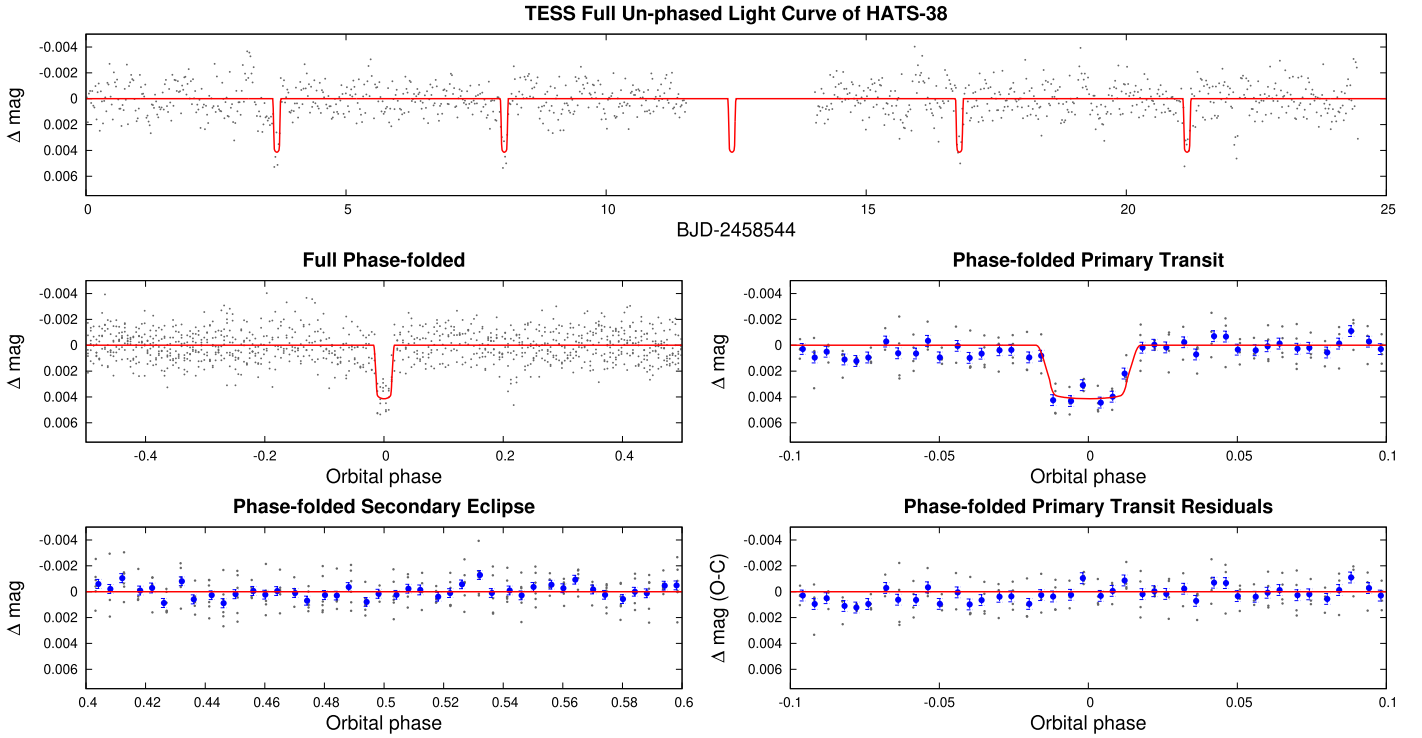 TESS Full Un-phased Light Curve of HATS-38
-0.004
-0.002
0
0.002
0.004
0.006
Δ mag
0 5 10 15 20 25
BJD-2458544
Full Phase-folded
-0.004
-0.002
0
0.002
0.004
0.006
Δ mag
-0.4 -0.2 0 0.2 0.4
Orbital phase
Phase-folded Primary Transit
-0.004
-0.002
0
0.002
0.004
0.006
Δ mag
-0.1 -0.05 0 0.05 0.1
Orbital phase
Phase-folded Secondary Eclipse
-0.004
-0.002
0
0.002
0.004
0.006
Δ mag
0.4 0.42 0.44 0.46 0.48 0.5 0.52 0.54 0.56 0.58 0.6
Orbital phase
Phase-folded Primary Transit Residuals
-0.004
-0.002
0
0.002
0.004
0.006
Δ mag (O-C)
-0.1 -0.05 0 0.05 0.1
Orbital phase